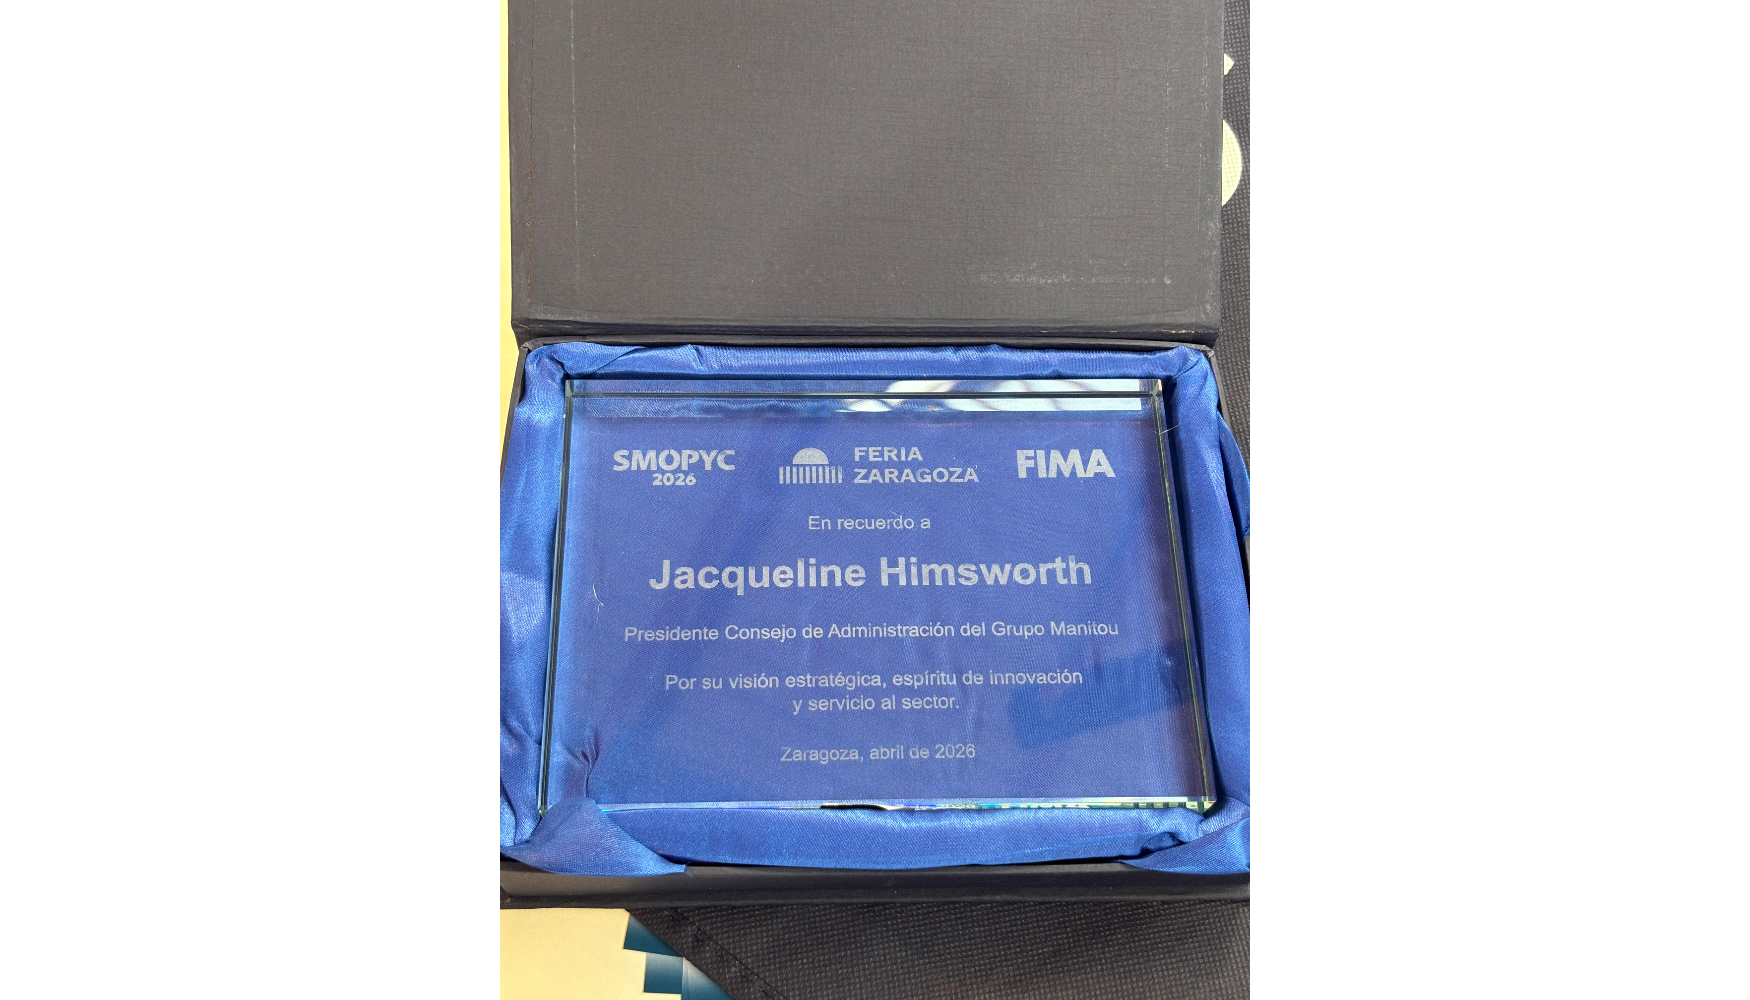 SMOPYC
2026
FERIA
ZARAGOZA
FIMA
En recuerdo a
Jacqueline Himsworth
Presidente Consejo de Administración del Grupo Manitou
Por su visión estratégica, espíritu de innovación
y servicio al sector.
Zaragoza, abril de 2026